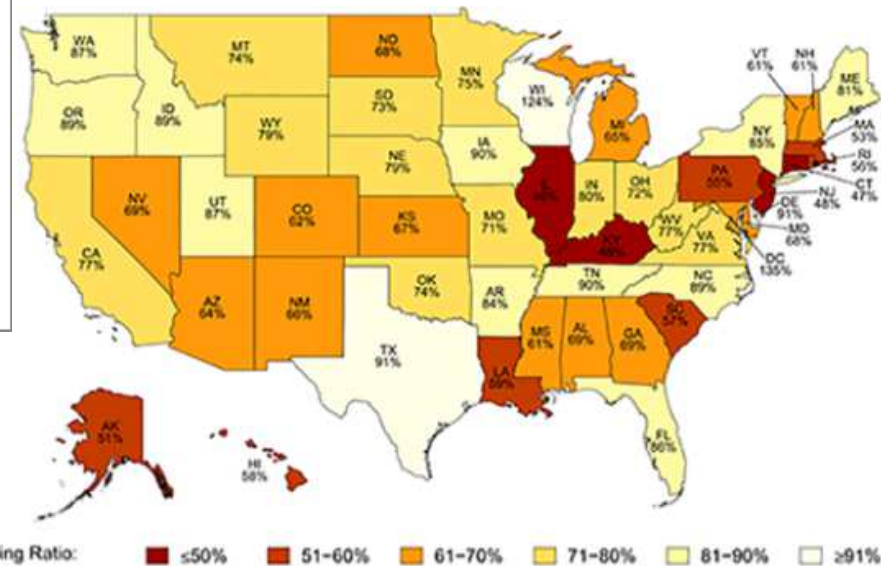 WA
87%
OR
89%
ID
89%
MT
74%
ND
68%
SD
73%
WY
79%
NE
79%
MN
75%
IA
90%
WI
124%
MI
65%
NV
69%
UT
87%
CO
62%
KS
67%
MO
71%
CA
77%
AZ
64%
NM
66%
OK
74%
AR
84%
TX
91%
LA
59%
MS
61%
AL
69%
GA
69%
FL
86%
SC
57%
NC
89%
TN
90%
KY
IN
80%
OH
72%
WV
77%
VA
77%
PA
55%
NY
85%
VT
61%
NH
61%
ME
81%
MA
53%
RI
56%
CT
47%
NJ
48%
DE
91%
MD
68%
DC
135%
AK
51%
HI
58%
ing Ratio:
≤50%
51-60%
61-70%
71-80%
81-90%
≥91%